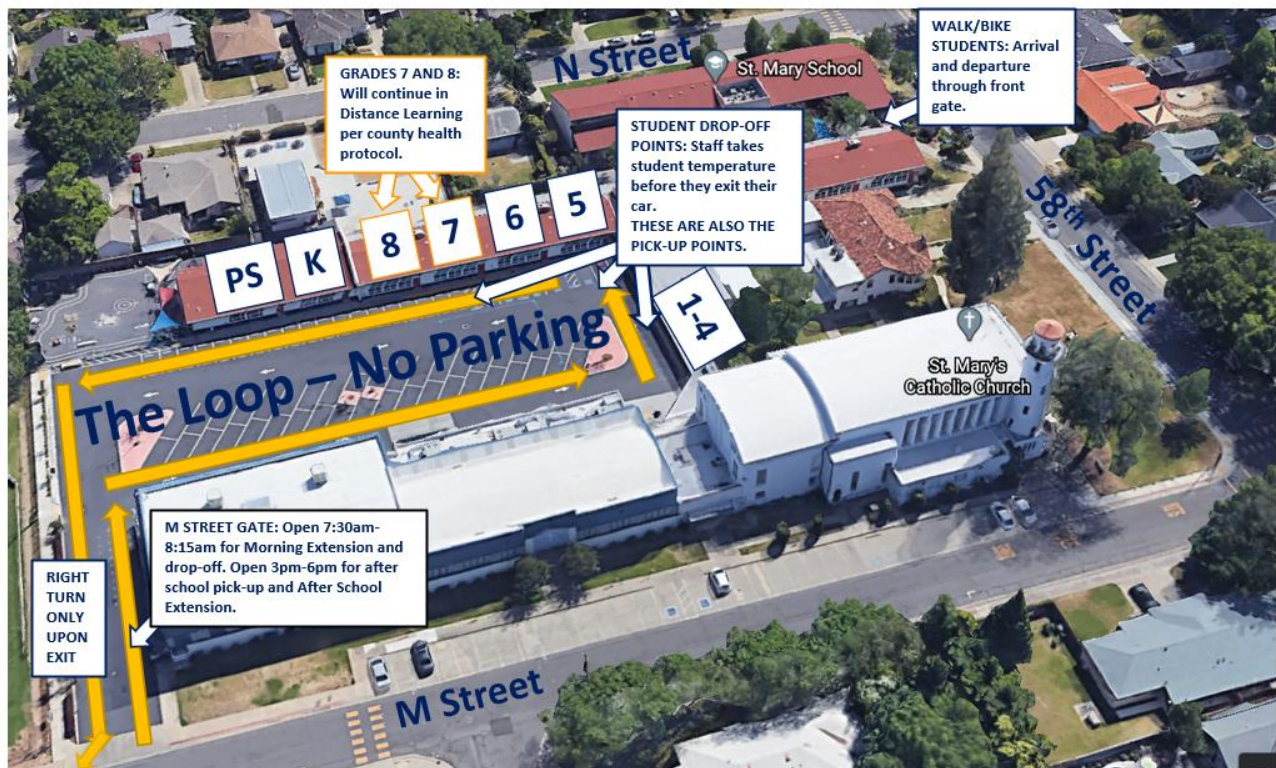 N Street
St. Mary School
WALK/BIKE
STUDENTS: Arrival
and departure
through front
gate.
GRADES 7 AND 8:
Will continue in
Distance Learning
per county health
protocol.
STUDENT DROP-OFF
POINTS: Staff takes
student temperature
before they exit their
car.
THESE ARE ALSO THE
PICK-UP POINTS.
58th Street
PS
K
8
7
6
5
1-4
The Loop – No Parking
St. Mary's
Catholic Church
M STREET GATE: Open 7:30am-
8:15am for Morning Extension and
drop-off. Open 3pm-6pm for after
school pick-up and After School
Extension.
RIGHT
TURN
ONLY
UPON
EXIT
M Street